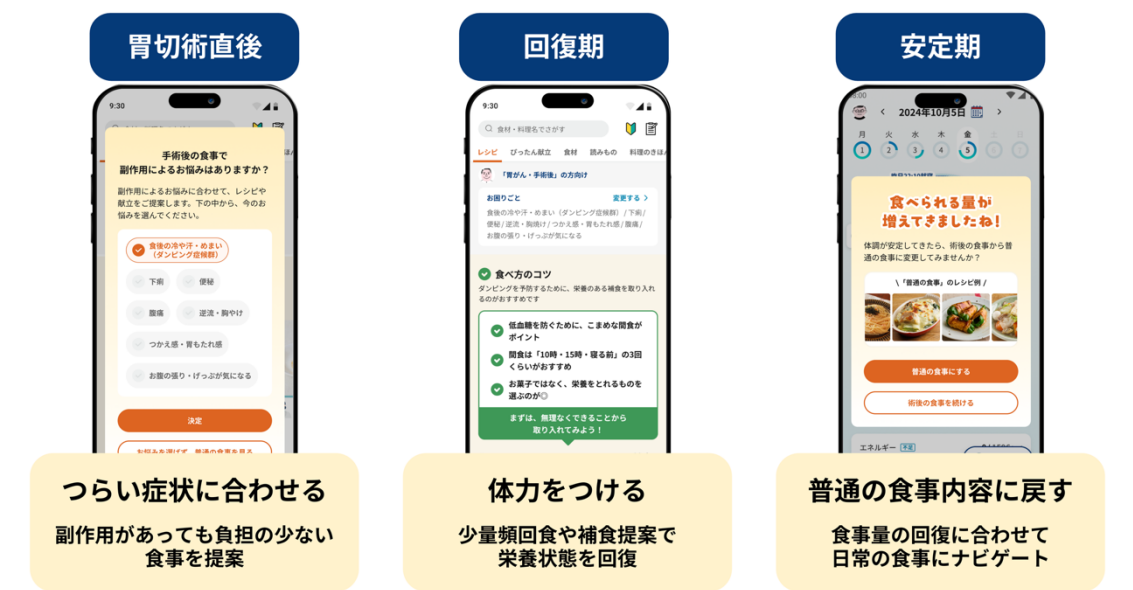 胃切術直後
9:30
手術後の食事で
副作用によるお悩みはありますか？
副作用によるお悩みに合わせて、レシピや
献立をご提案します。下の中から、今のお
悩みを選んでください。
食後の冷や汗・めまい
（ダンピング症候群）
下痢
便秘
腹痛
逆流・胸やけ
つかえ感・胃もたれ感
お腹の張り・げっぷが気になる
決定
お悩みを選ばず、普通の食事を見る
つらい症状に合わせる
副作用があっても負担の少ない
食事を提案
回復期
9:30
食材・料理名でさがす
レシピ
ぴったん献立
食材
読みもの
料理のきほん
「胃がん・手術後」の方向け
お困りごと
変更する
食後の冷や汗・めまい（ダンピング症候群）/ 下痢/
便秘/ 逆流・胸焼け/ つかえ感・胃もたれ感/ 腹痛/
お腹の張り・げっぷが気になる
食べ方のコツ
ダンピングを予防するために、栄養のある補食を取り入れ
るのがおすすめです
低血糖を防ぐために、こまめな間食が
ポイント
間食は「10時・15時・寝る前」の3回
くらいがおすすめ
お菓子ではなく、栄養をとれるものを
選ぶのが◎
まずは、無理なくできることから
取り入れてみよう！
体力をつける
少量頻回食や補食提案で
栄養状態を回復
安定期
2024年10月5日
月 火 水 木 金 土 日
1 2 3 4 5
食べられる量が
増えてきましたね！
体調が安定してきたら、術後の食事から普
通の食事に変更してみませんか？
\「普通の食事」のレシピ例 /
普通の食事にする
術後の食事を続ける
エネルギー
普通の食事内容に戻す
食事量の回復に合わせて
日常の食事にナビゲート